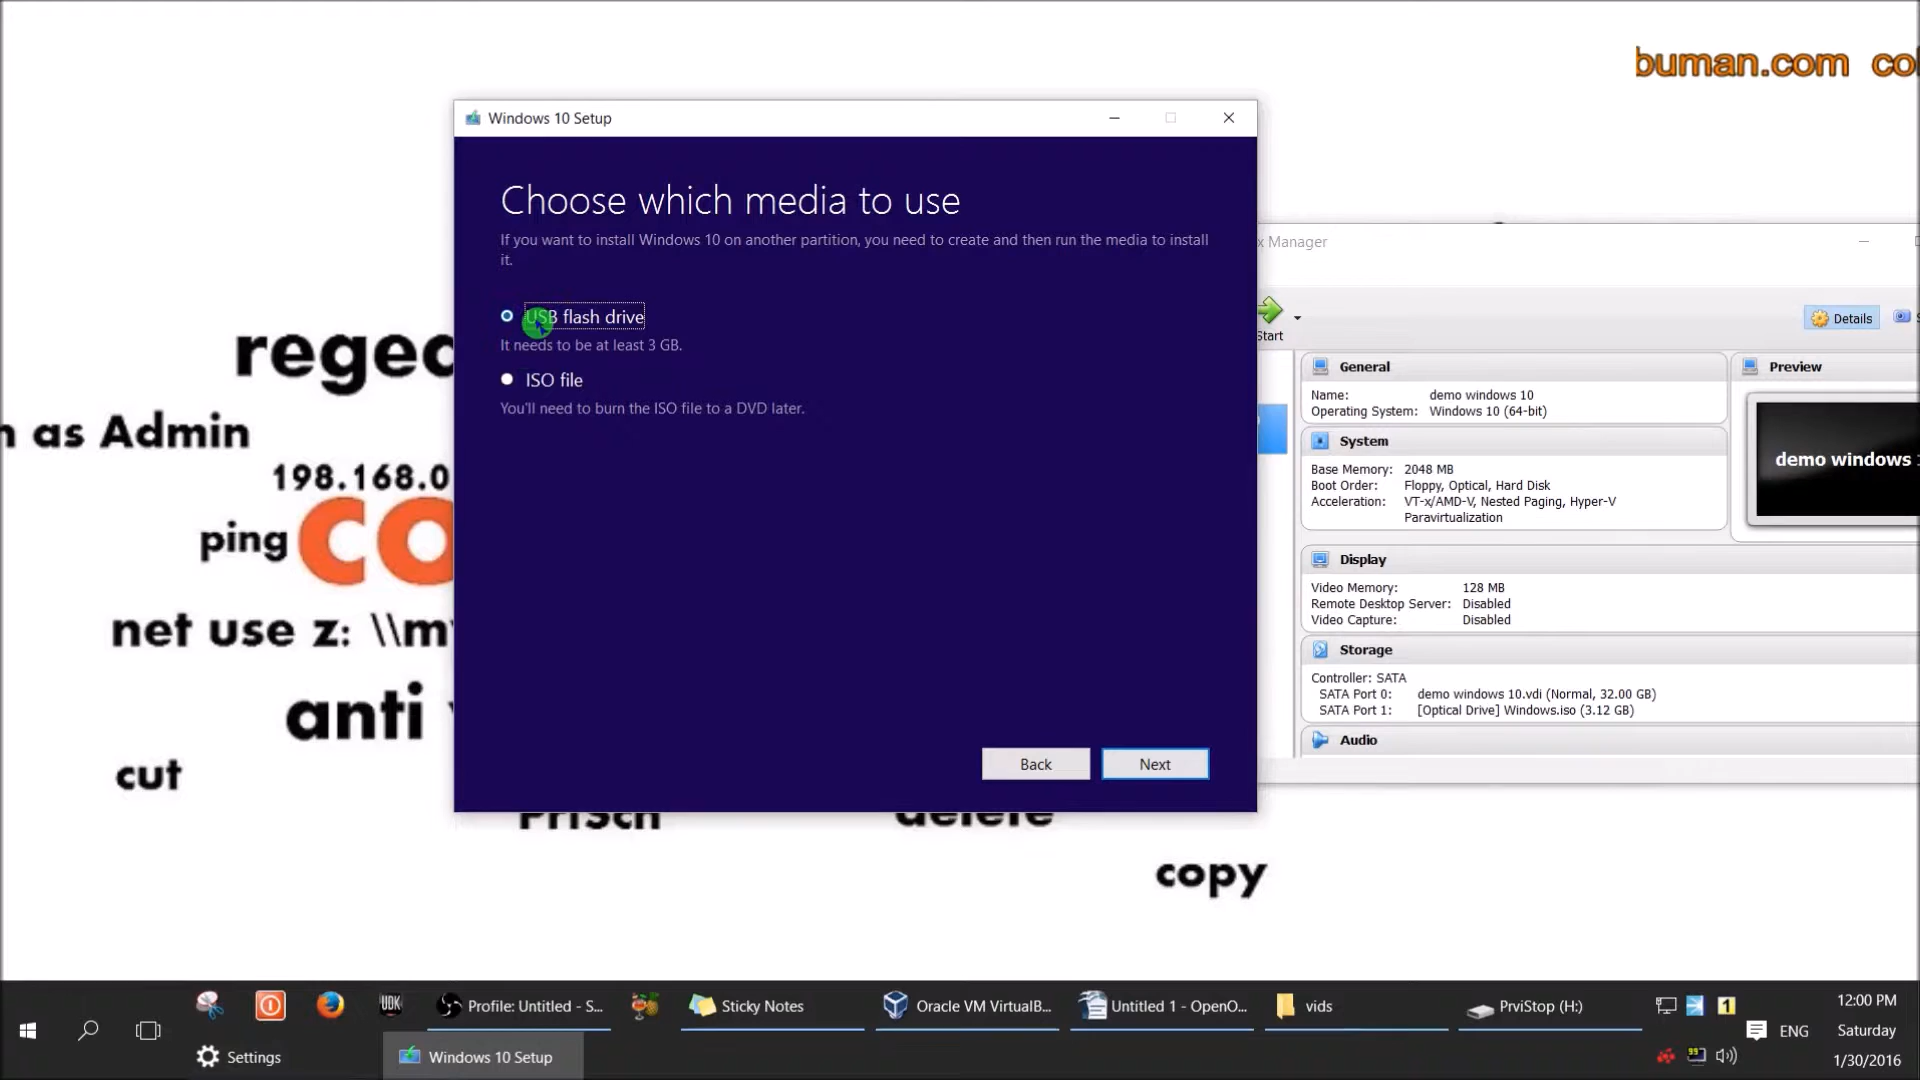 buman.com co
Windows 10 Setup
Choose which media to use
If you want to install Windows 10 on another partition, you need to create and then run the media to install
it.
USB flash drive
It needs to be at least 3 GB.
ISO file
You'll need to burn the ISO file to a DVD later.
Back
Next
x Manager
Start
Details
General
Name: demo windows 10
Operating System: Windows 10 (64-bit)
System
Base Memory: 2048 MB
Boot Order: Floppy, Optical, Hard Disk
Acceleration: VT-x/AMD-V, Nested Paging, Hyper-V
Paravirtualization
Preview
demo windows
Display
Video Memory: 128 MB
Remote Desktop Server: Disabled
Video Capture: Disabled
Storage
Controller: SATA
SATA Port 0: demo windows 10.vdi (Normal, 32.00 GB)
SATA Port 1: [Optical Drive] Windows.iso (3.12 GB)
Audio
rege
n as Admin
198.168.0
ping
CO
net use z: \\m
anti
cut
PrtScn
delete
copy
UDK
Profile: Untitled - S...
Sticky Notes
Oracle VM VirtualB...
Untitled 1 - OpenO...
vids
PrviStop (H:)
1
99
ENG
12:00 PM
Saturday
1/30/2016
Settings
Windows 10 Setup